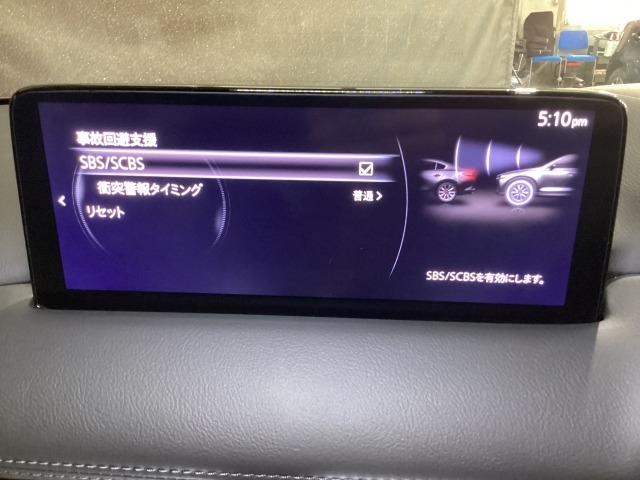 5:10pm
事故回避支援
SBS/SCBS
衝突警報タイミング
普通
リセット
SBS/SCBSを有効にします。